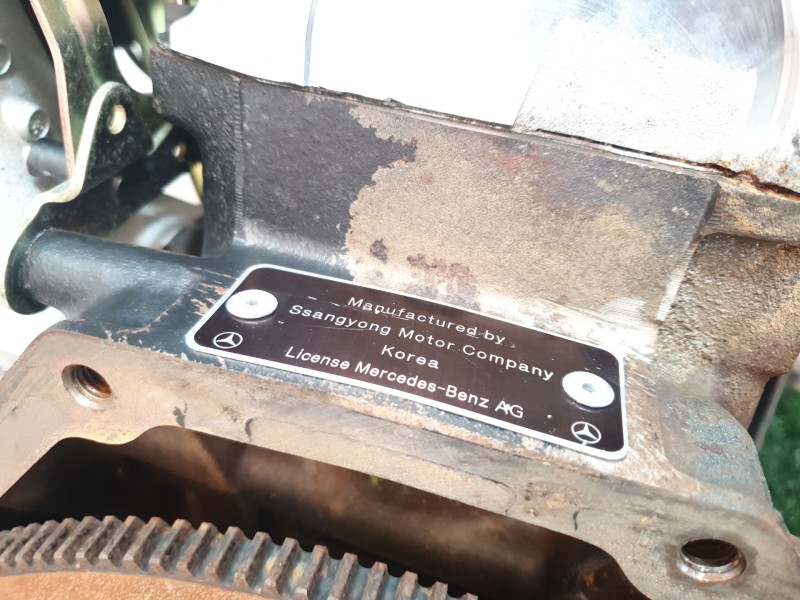 Manufactured by
Ssangyong Motor Company
Korea
License Mercedes-Benz AG